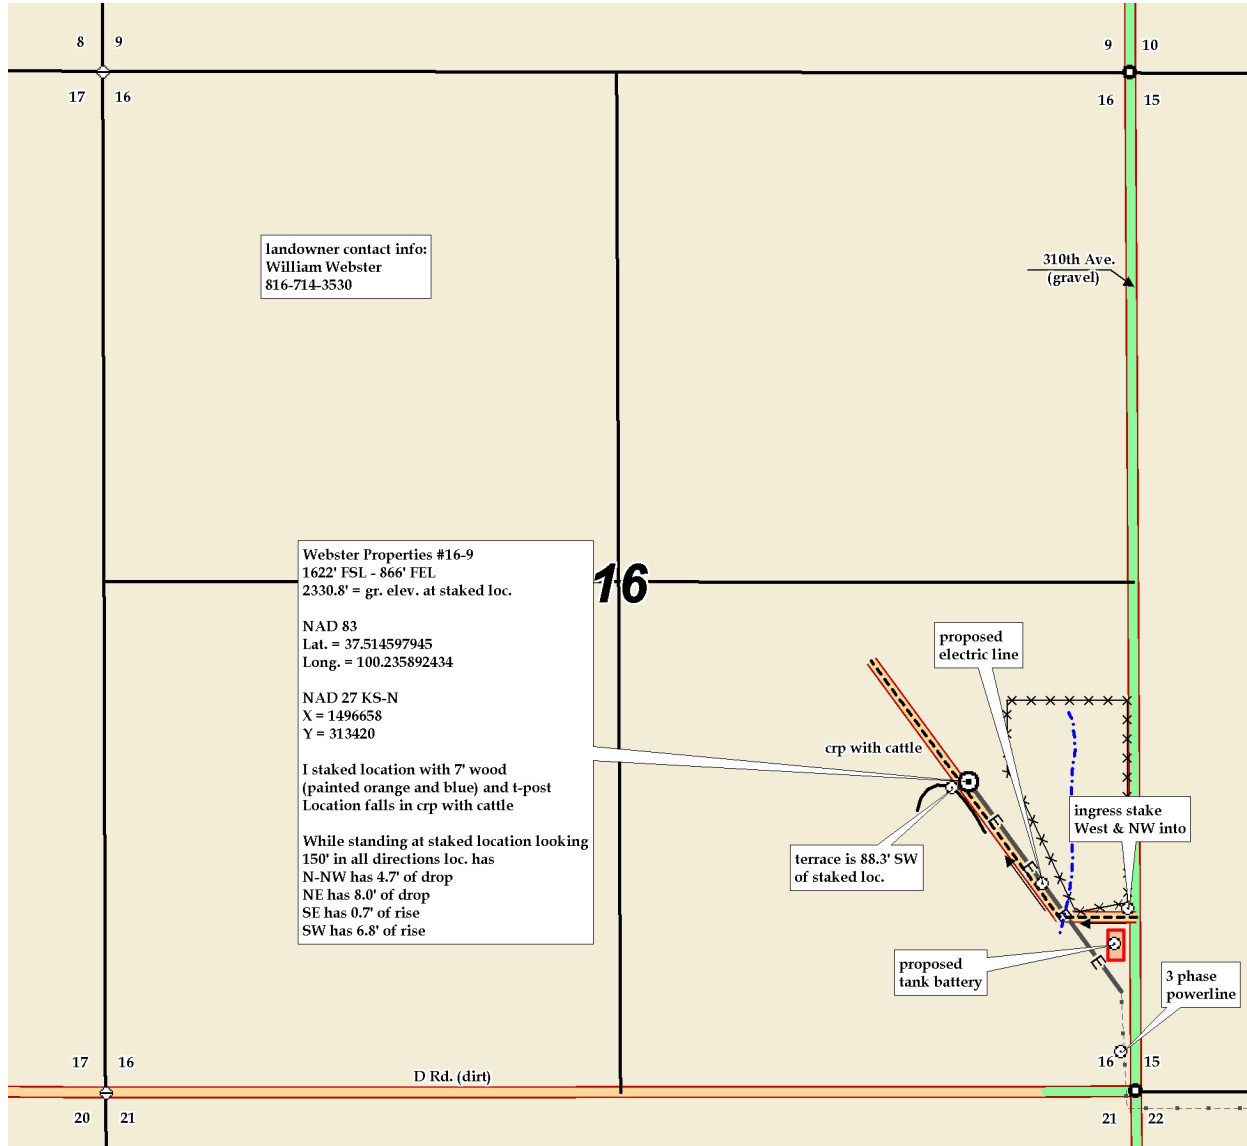 8 9
9 10
17 16
16 15
landowner contact info:
William Webster
816-714-3530
310th Ave.
(gravel)
Webster Properties #16-9
1622' FSL - 866' FEL
2330.8' = gr. elev. at staked loc.
NAD 83
Lat. = 37.514597945
Long. = 100.235892434
NAD 27 KS-N
X = 1496658
Y = 313420
I staked location with 7' wood
(painted orange and blue) and t-post
Location falls in crp with cattle
While standing at staked location looking
150' in all directions loc. has
N-NW has 4.7' of drop
NE has 8.0' of drop
SE has 0.7' of rise
SW has 6.8' of rise
16
proposed
electric line
crp with cattle
ingress stake
West & NW into
terrace is 88.3' SW
of staked loc.
E
E
E
E
proposed
tank battery
3 phase
powerline
17 16
16 15
D Rd. (dirt)
20 21
21 22